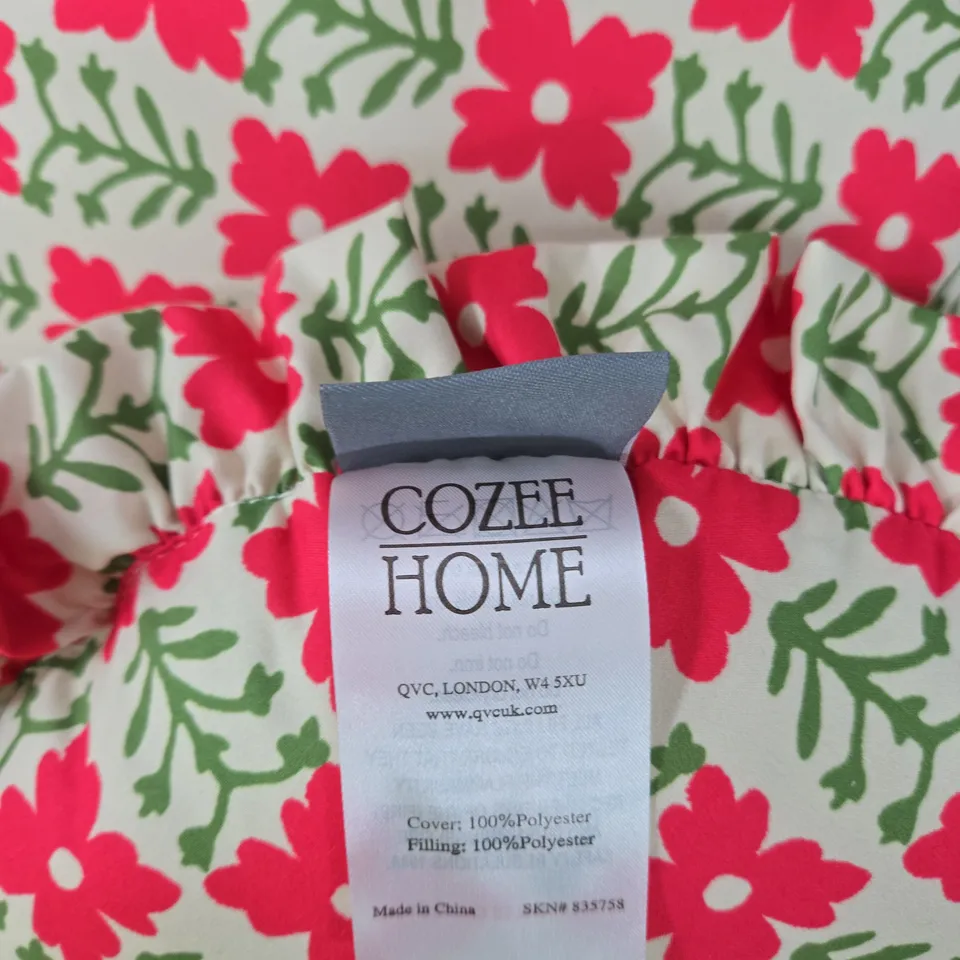 COZEE
HOME
Do not bleach.
Do not iron.
QVC, LONDON, W4 5XU
www.qvcuk.com
Cover: 100%Polyester
Filling: 100%Polyester
Made in China SKN# 835758